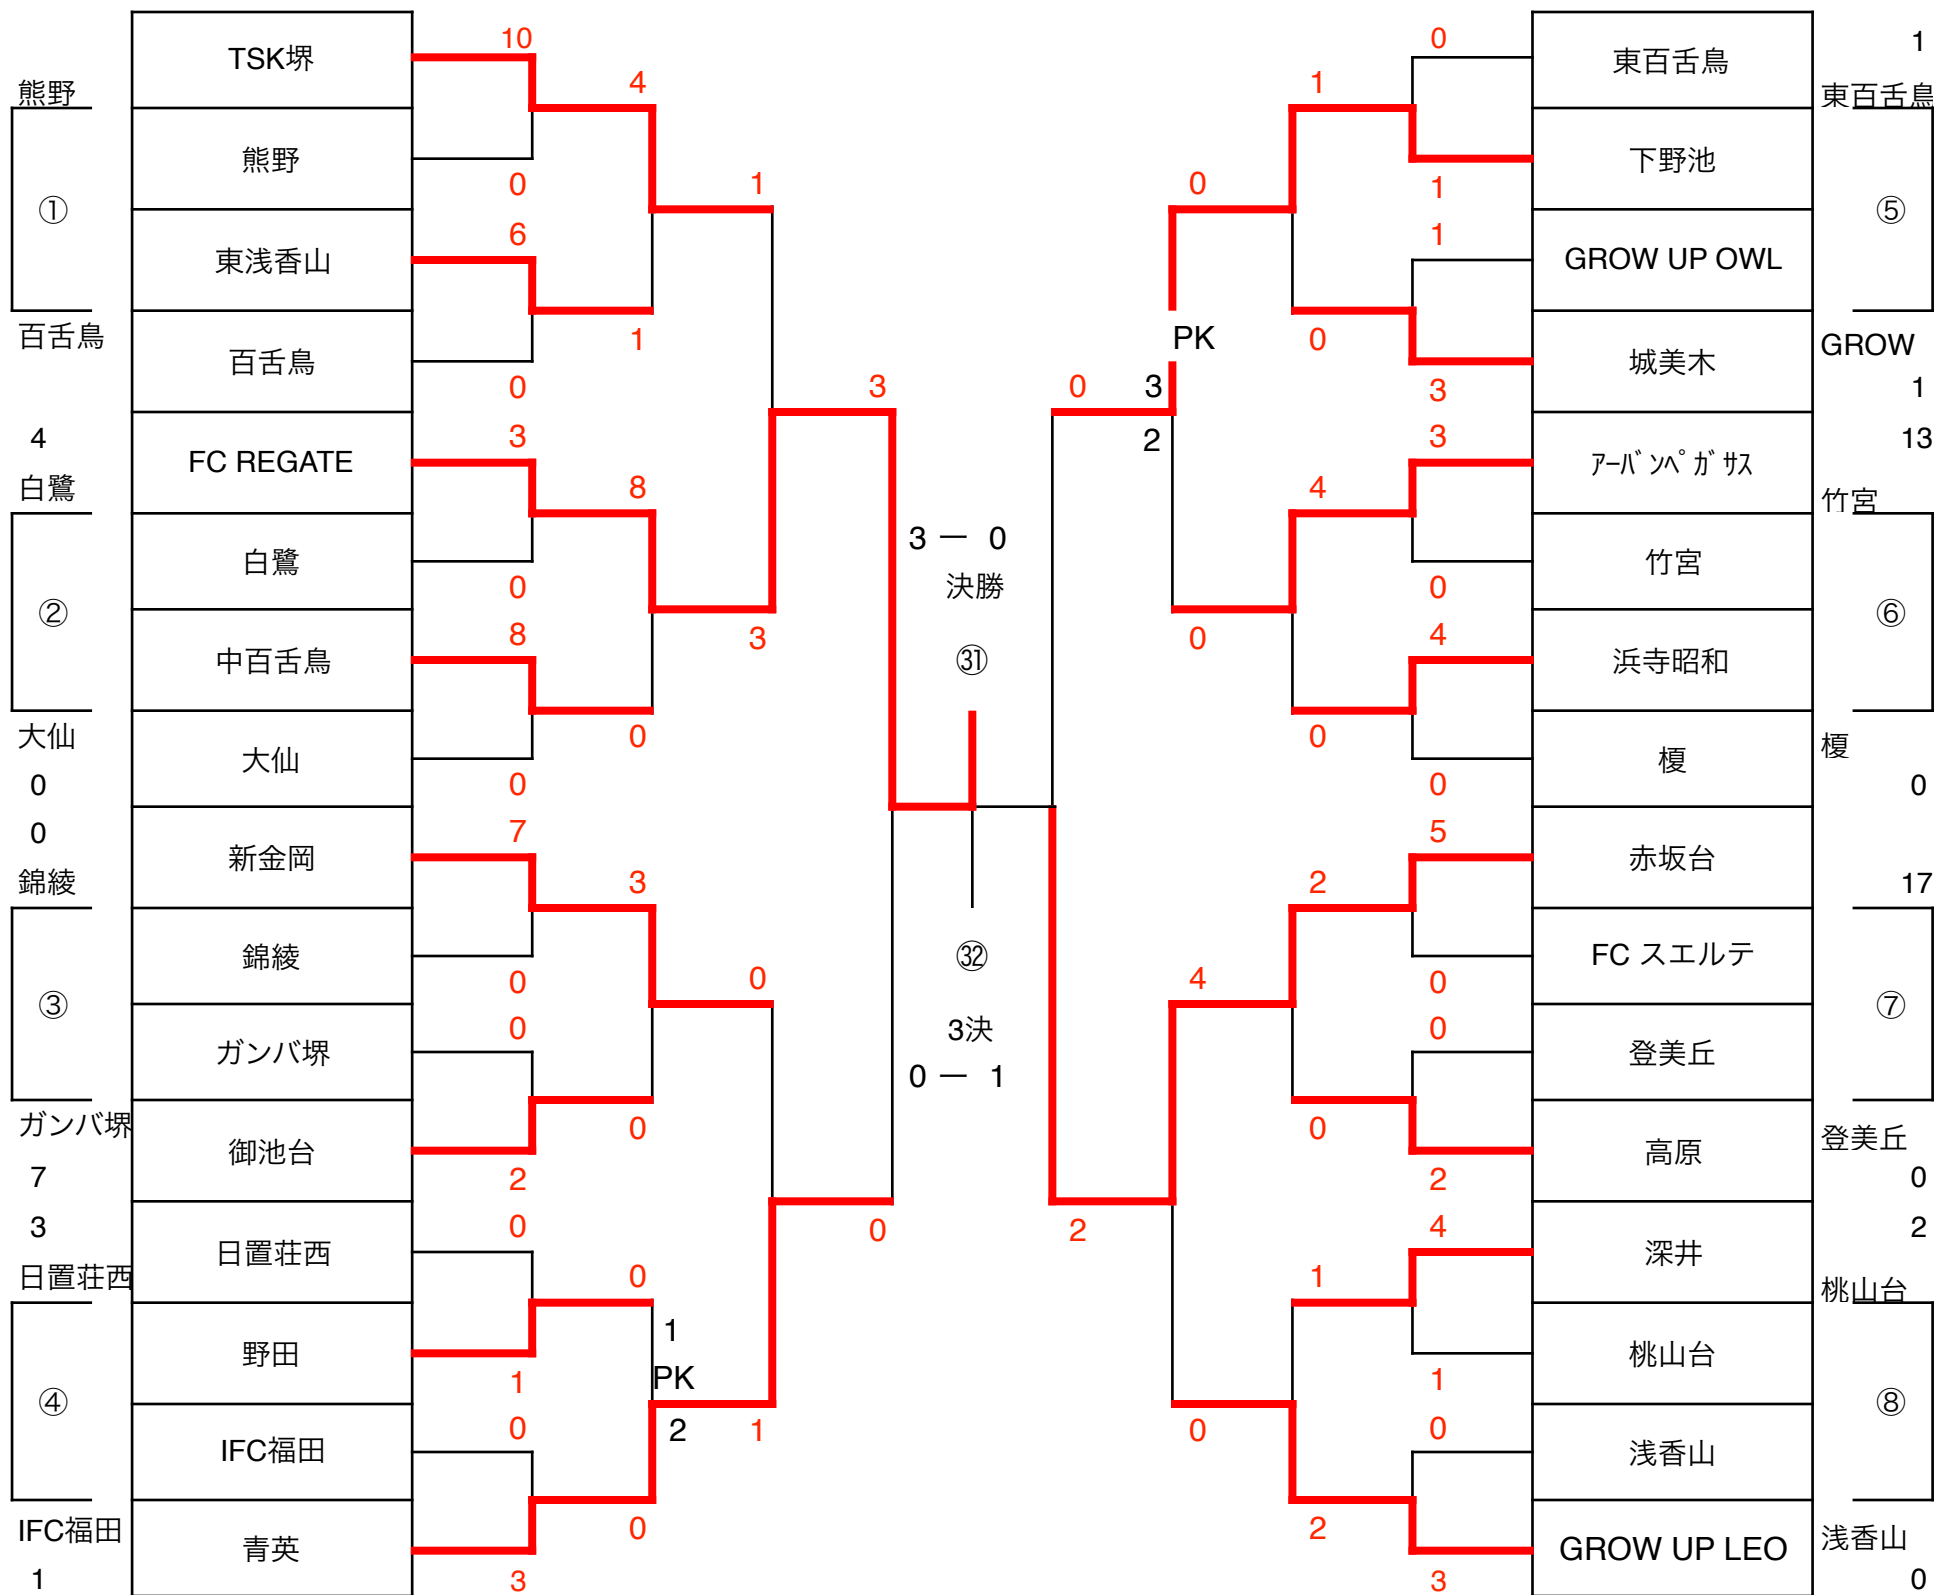 TSK堺
10
0
東百舌鳥
1
熊野
4
1
東百舌鳥
熊野
下野池
①
0
1
0
1
⑤
東浅香山
6
1
GROW UP OWL
百舌鳥
百舌鳥
1
PK
0
城美木
GROW
0
3
0
3
3
1
4
FC REGATE
3
2
3
アーバンペガサス
13
白鷺
8
4
竹宮
白鷺
3 ー 0
竹宮
②
0
決勝
0
⑥
中百舌鳥
8
3
㉛
0
4
浜寺昭和
大仙
大仙
0
0
榎
榎
0
0
0
0
0
新金岡
7
5
赤坂台
錦綾
3
2
17
錦綾
㉜
FC スエルテ
③
0
0
4
0
⑦
ガンバ堺
0
3決
0
登美丘
0 ー 1
ガンバ堺
御池台
0
0
高原
登美丘
7
2
2
0
3
日置荘西
0
0
2
4
深井
2
日置荘西
0
1
桃山台
野田
1
桃山台
④
1
PK
1
⑧
IFC福田
0
2
1
0
0
浅香山
IFC福田
青英
0
2
GROW UP LEO
浅香山
1
3
3
0